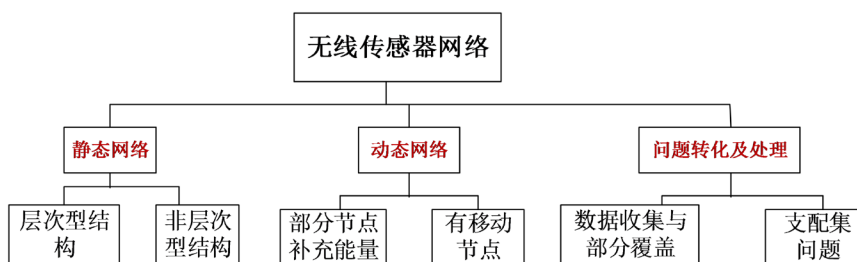 无线传感器网络
静态网络
动态网络
问题转化及处理
层次型结
构
非层次
型结构
部分节点
补充能量
有移动
节点
数据收集与
部分覆盖
支配集
问题